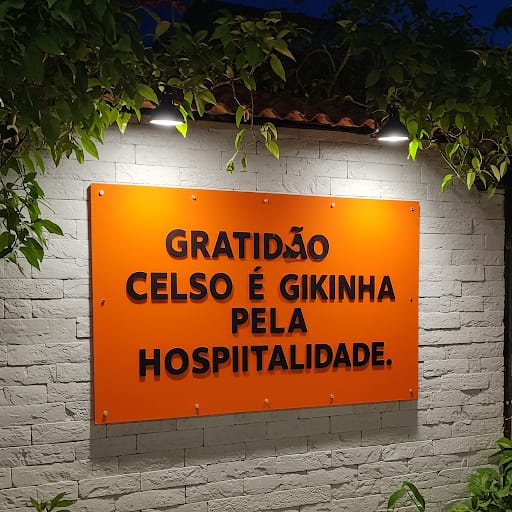 GRATIDÃO
CELSO É GIKINHA
PELA
HOSPIITALIDADE.